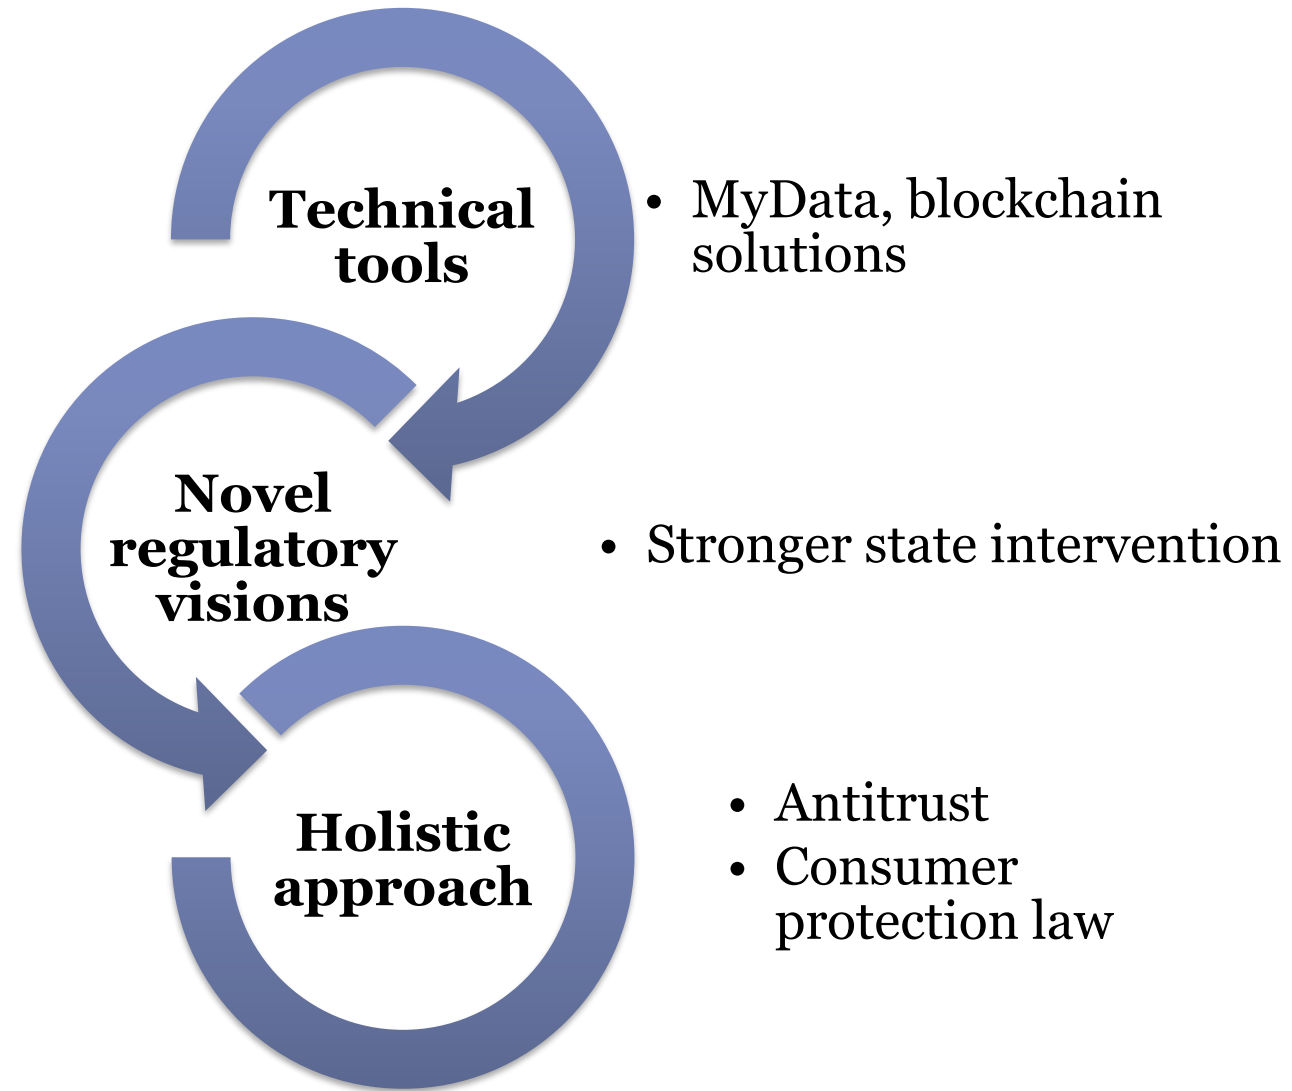 Technical
tools
• MyData, blockchain
solutions
Novel
regulatory
visions
• Stronger state intervention
Holistic
approach
• Antitrust
• Consumer
protection law